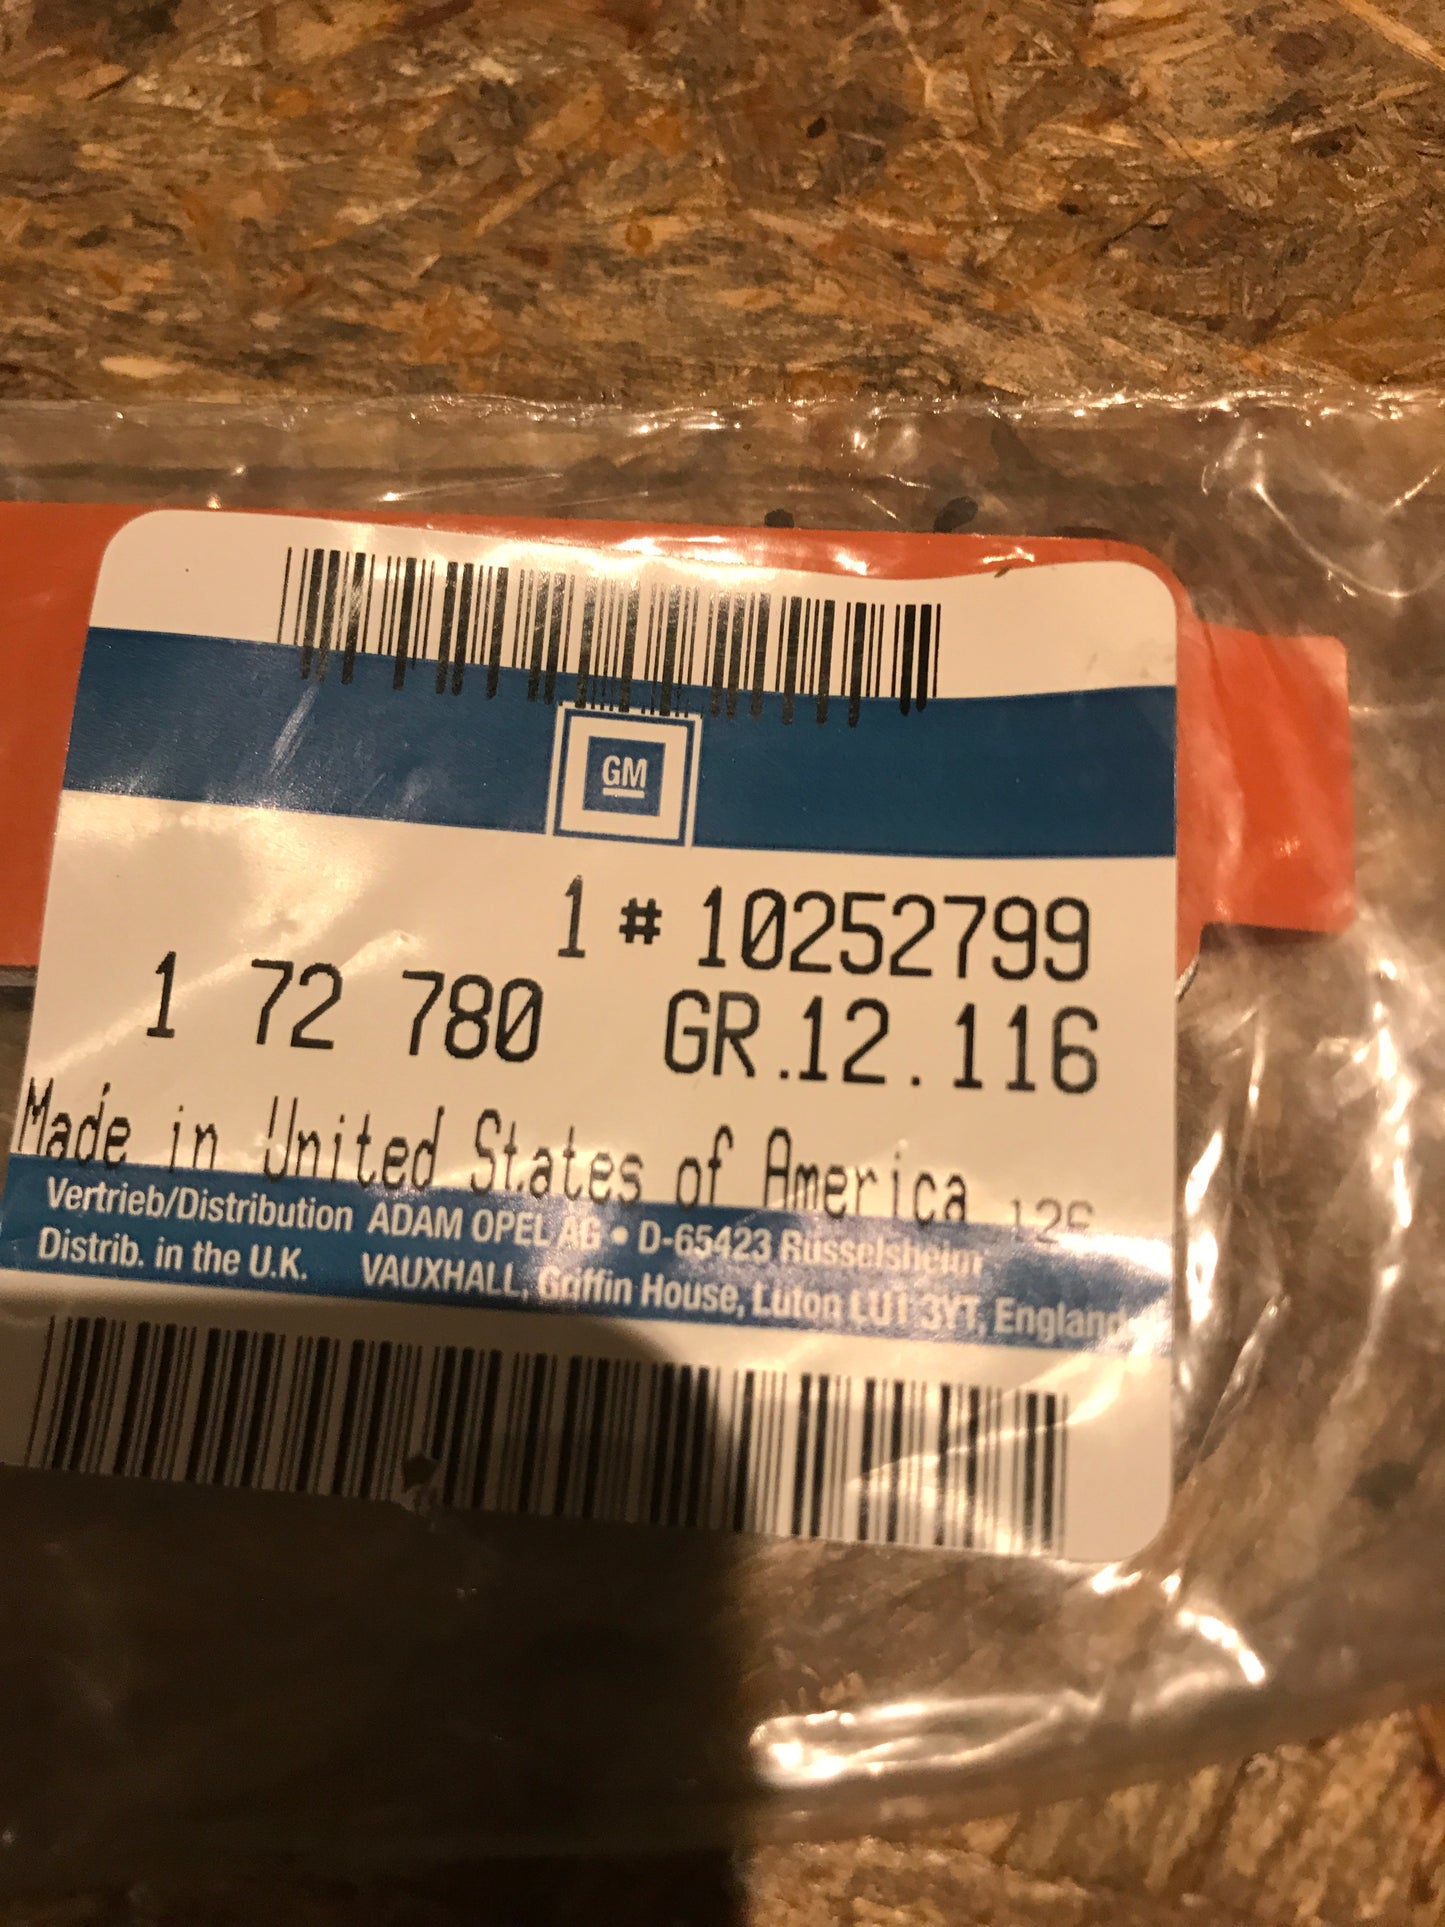 GM
1 # 10252799
1 72 780 GR.12.116
Made in United States of America
Vertrieb/Distribution ADAM OPEL AG • D-65423 Rüsselsheim
Distrib. in the U.K. VAUXHALL, Griffin House, Luton LU1 3YT, England